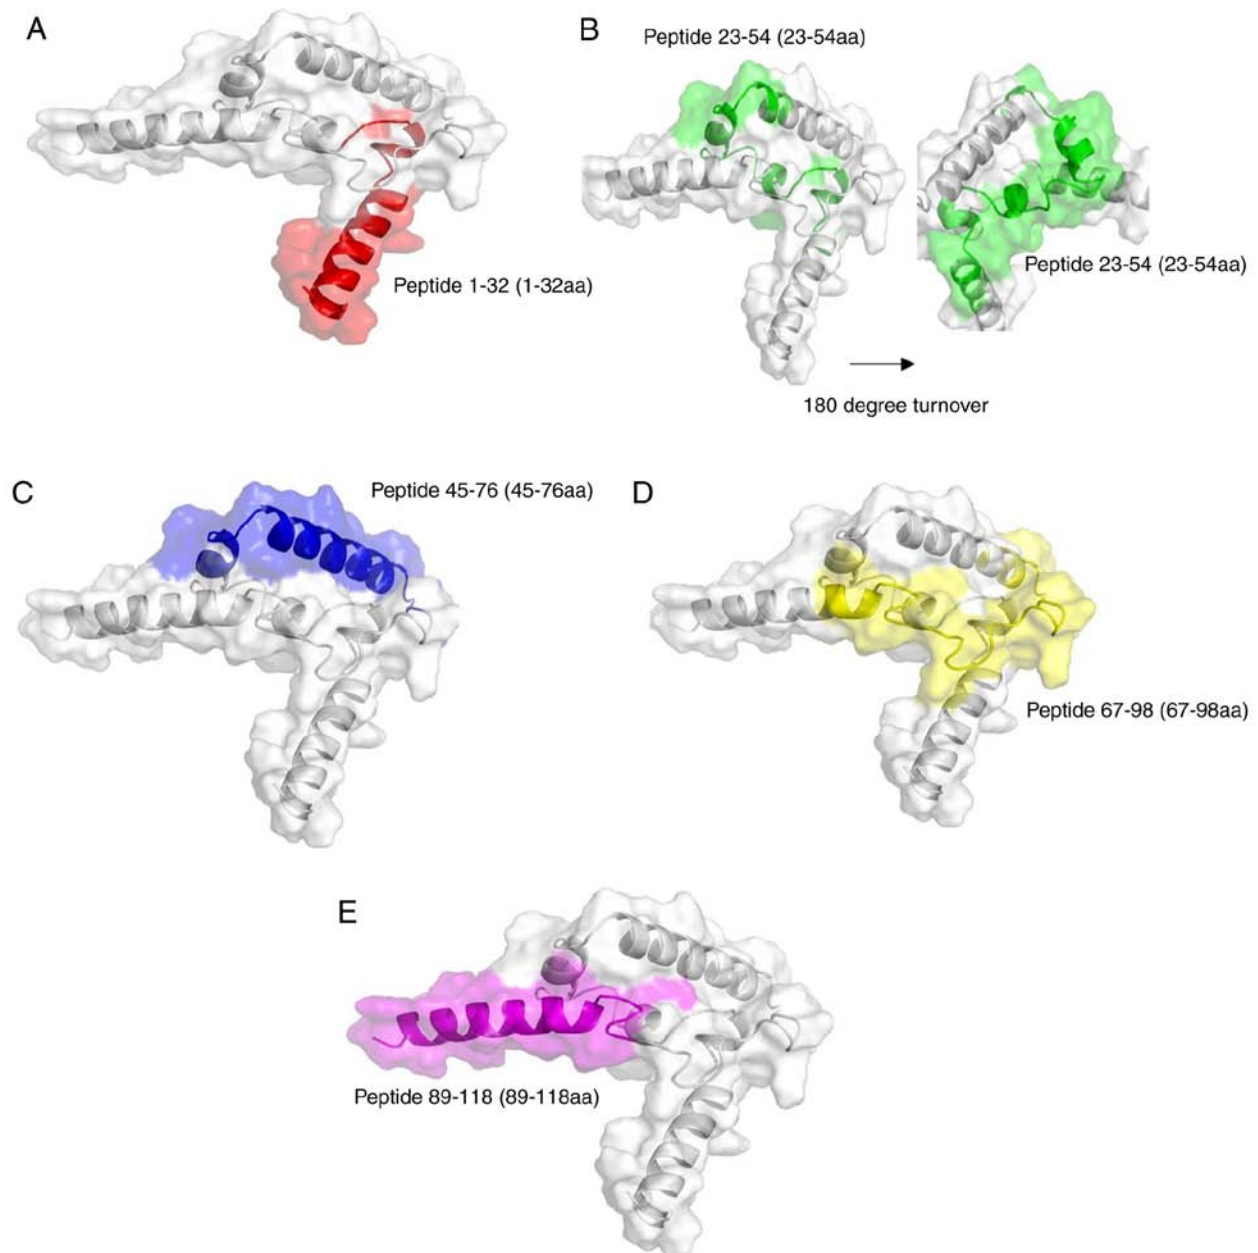 A
Peptide 1-32 (1-32aa)
B
Peptide 23-54 (23-54aa)
Peptide 23-54 (23-54aa)
180 degree turnover
C
Peptide 45-76 (45-76aa)
D
Peptide 67-98 (67-98aa)
E
Peptide 89-118 (89-118aa)